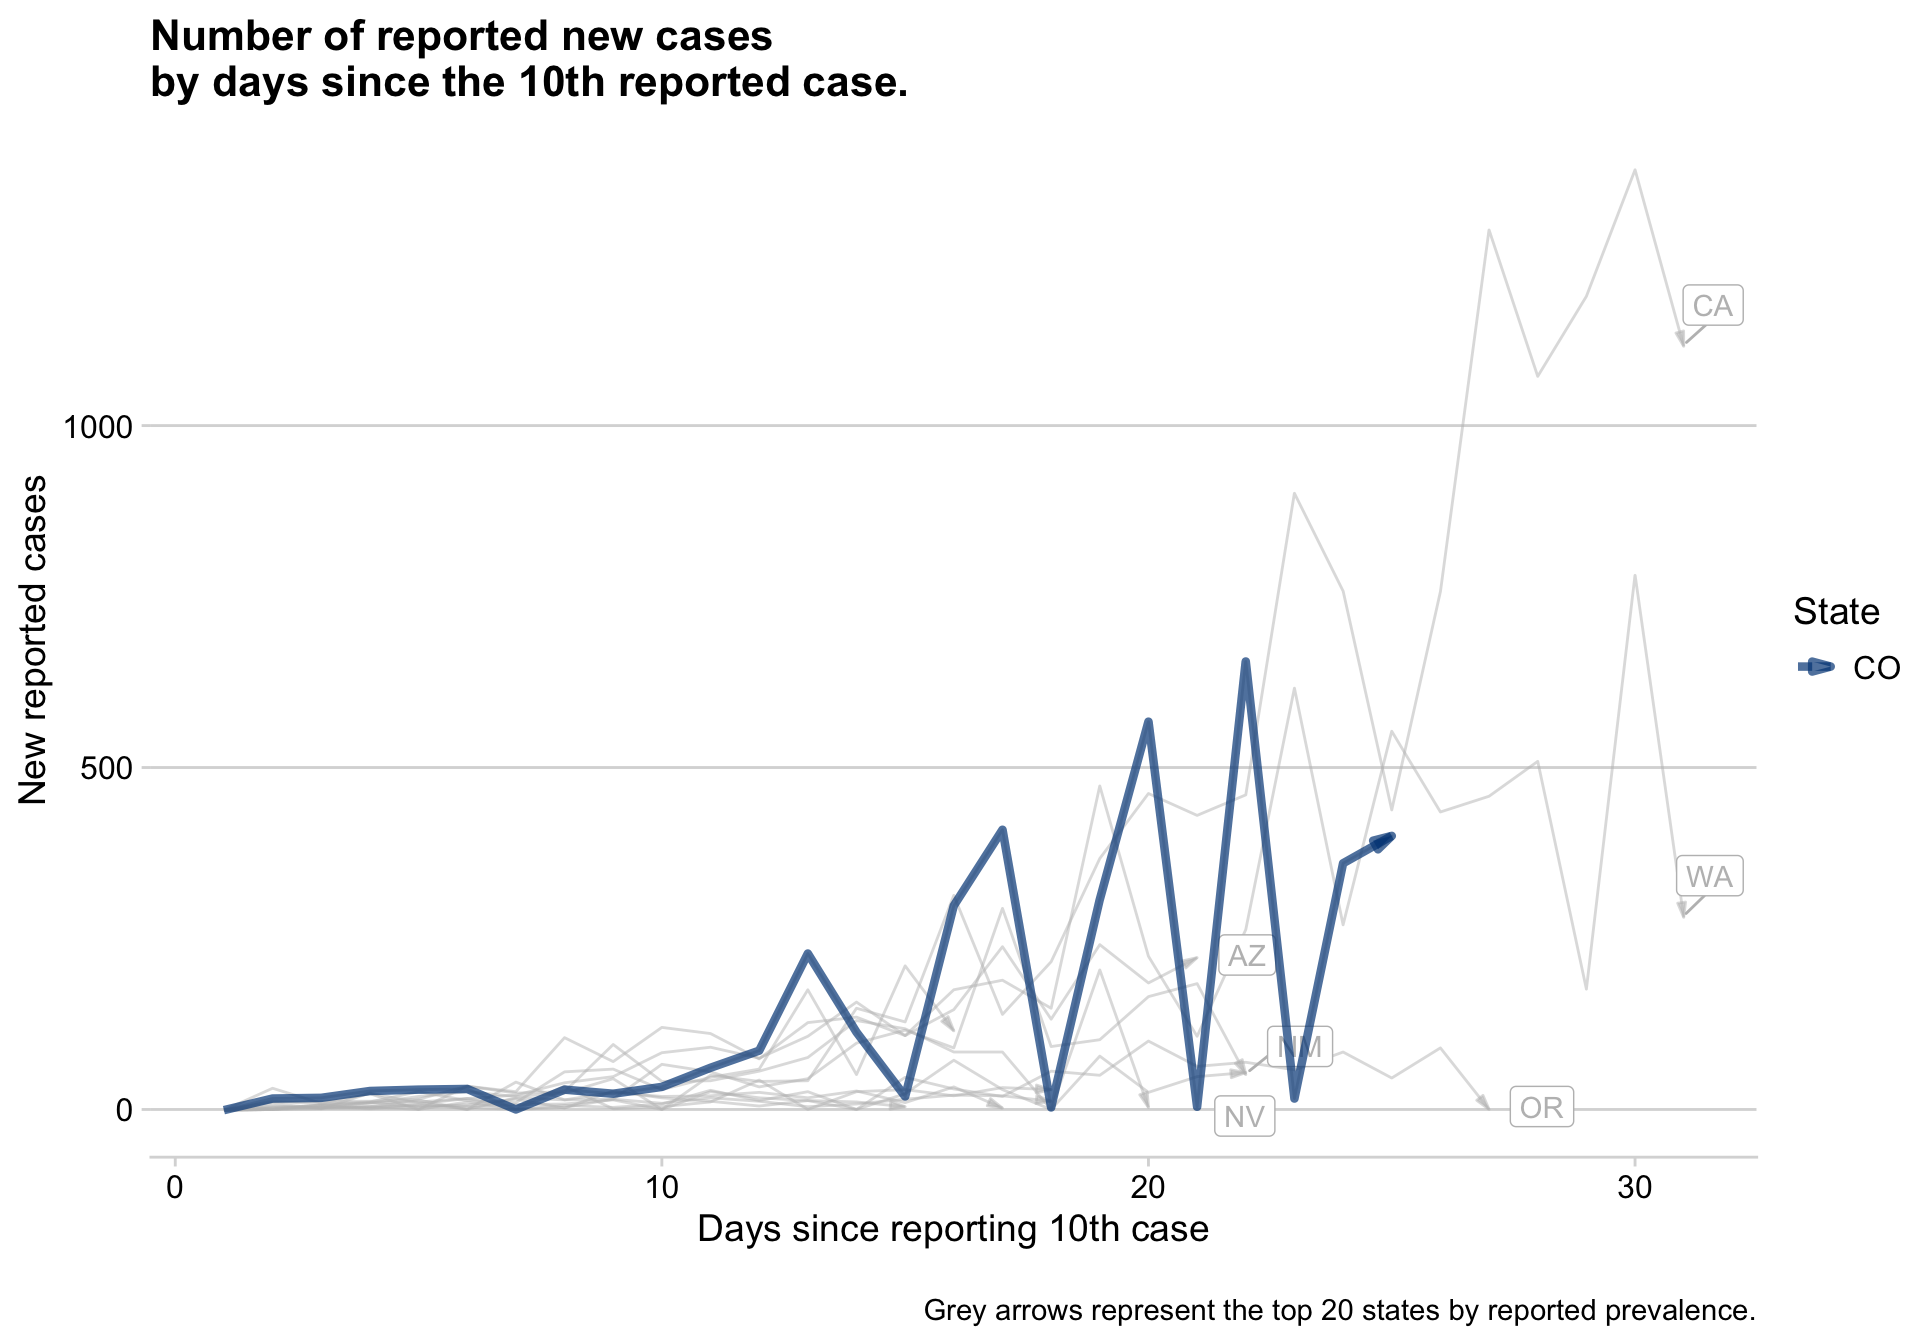 Number of reported new cases
by days since the 10th reported case.
New reported cases
1000
500
0
CA
WA
AZ
NM
NV
OR
State
CO
0
10
20
30
Days since reporting 10th case
Grey arrows represent the top 20 states by reported prevalence.